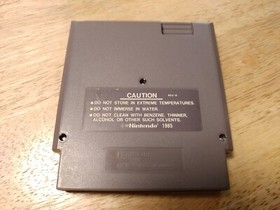 CAUTION
•DO NOT STORE IN EXTREME TEMPERATURES.
•DO NOT IMMERSE IN WATER.
•DO NOT CLEAN WITH BENZENE, THINNER,
ALCOHOL OR OTHER SUCH SOLVENTS.
©Nintendo 1985